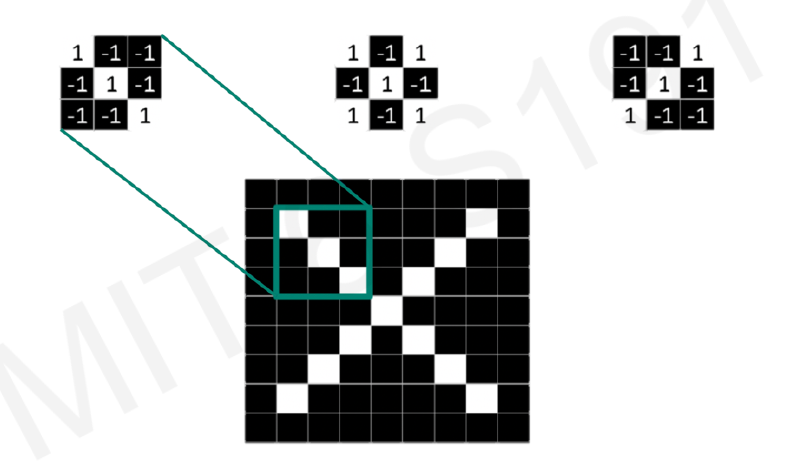 1 -1 -1 1 -1 1 -1 -1 1
-1 1 -1 -1 1 -1 -1 1 -1
-1 -1 1 1 -1 1 1 -1 -1
MIT 6.S191